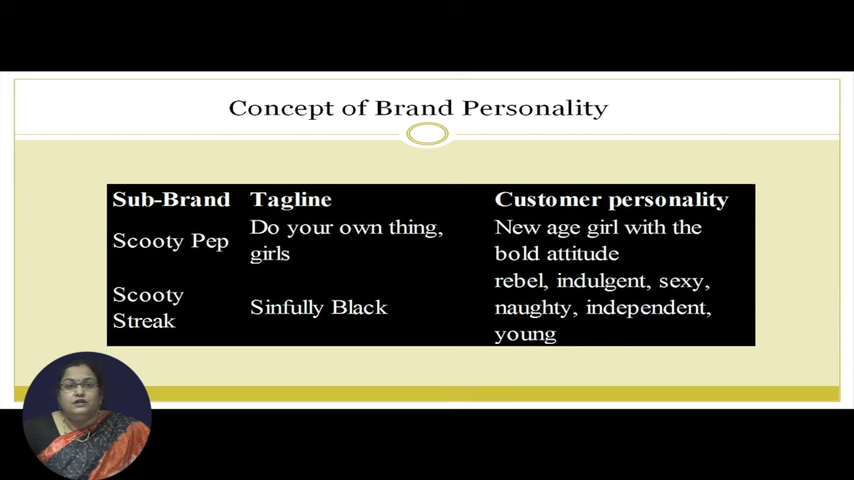 Concept of Brand Personality
Sub-Brand Tagline Customer personality
Scooty Pep
Do your own thing,
girls
New age girl with the
bold attitude
Scooty
Streak
Sinfully Black
rebel, indulgent, sexy,
naughty, independent,
young